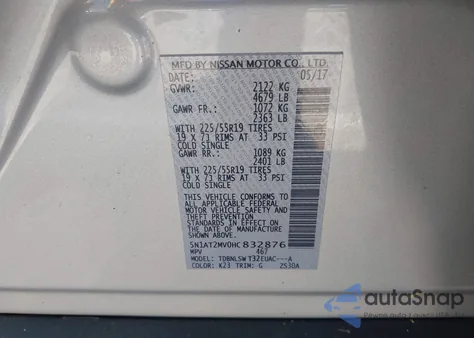 MFD BY NISSAN MOTOR CO., LTD.
DATE: 05/17
GVWR: 2122 KG
4679 LB
GAWR FR.: 1072 KG
2363 LB
WITH 225/55R19 TIRES
19 X 7J RIMS AT 33 PSI
COLD SINGLE
GAWR RR.: 1089 KG
2401 LB
WITH 225/55R19 TIRES
19 X 7J RIMS AT 33 PSI
COLD SINGLE
THIS VEHICLE CONFORMS TO
ALL APPLICABLE FEDERAL
MOTOR VEHICLE SAFETY AND
THEFT PREVENTION
STANDARDS IN EFFECT ON
THE DATE OF MANUFACTURE
SHOWN ABOVE
5N1AT2MV0HC832876
MPV 467
MODEL: TDBNLSW T32EUAC---A
COLOR: K23 TRIM: G 2530A
autoSnap